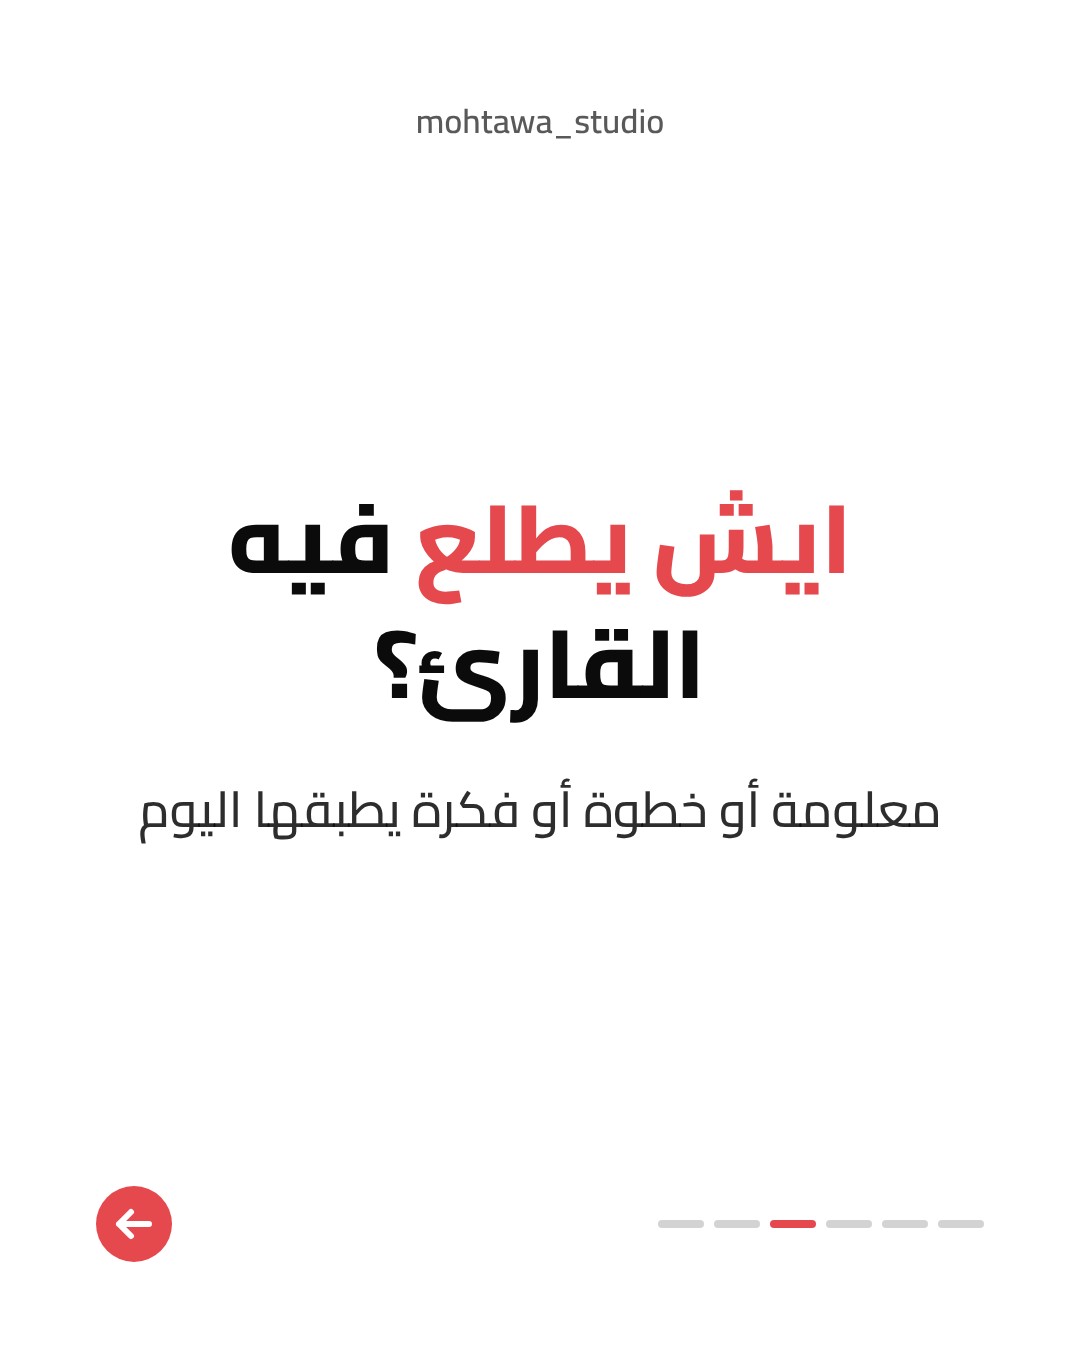 mohtawa_studio
ايش يطلع فيه
القارئ؟
معلومة أو خطوة أو فكرة يطبقها اليوم